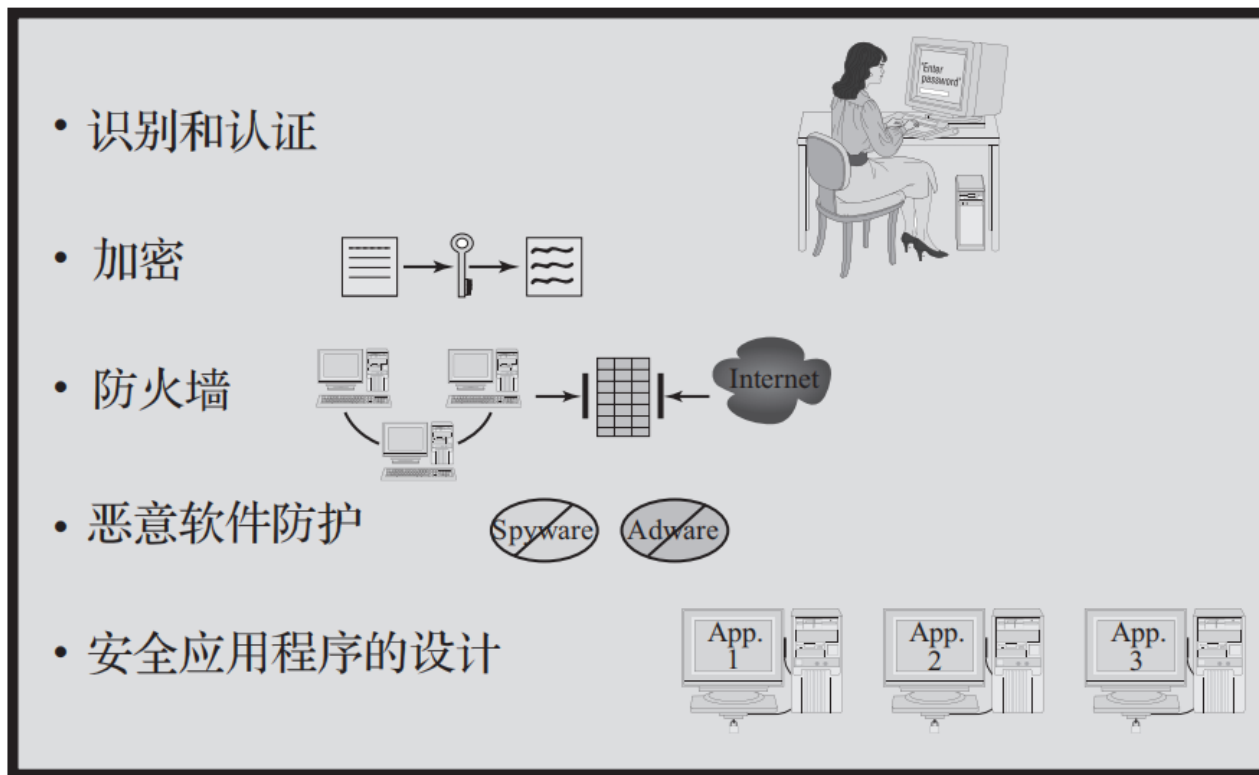 "Enter
password"
• 识别和认证
• 加密
• 防火墙
Internet
• 恶意软件防护
Spyware Adware
• 安全应用程序的设计
App.
1
App.
2
App.
3